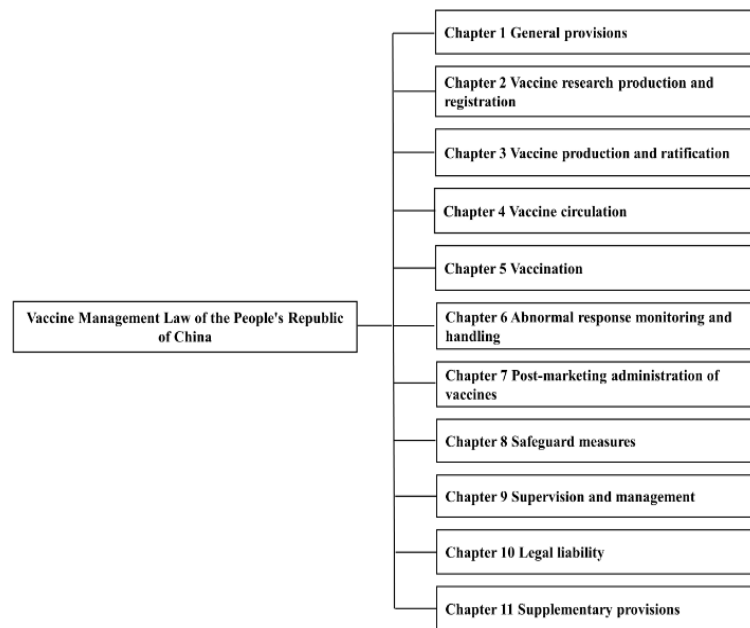 Chapter 1 General provisions
Chapter 2 Vaccine research production and
registration
Chapter 3 Vaccine production and ratification
Chapter 4 Vaccine circulation
Chapter 5 Vaccination
Vaccine Management Law of the People's Republic
of China
Chapter 6 Abnormal response monitoring and
handling
Chapter 7 Post-marketing administration of
vaccines
Chapter 8 Safeguard measures
Chapter 9 Supervision and management
Chapter 10 Legal liability
Chapter 11 Supplementary provisions